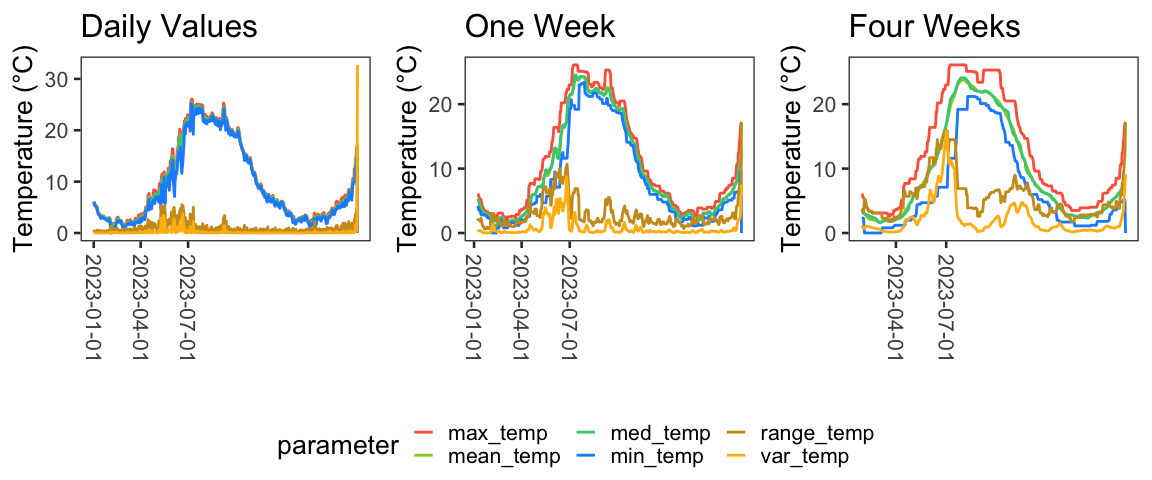 Daily Values
One Week
Four Weeks
Temperature (°C)
30
20
10
0
2023-01-01
2023-04-01
2023-07-01
Temperature (°C)
20
10
0
2023-01-01
2023-04-01
2023-07-01
Temperature (°C)
20
10
0
2023-04-01
2023-07-01
parameter
max_temp
med_temp
range_temp
mean_temp
min_temp
var_temp